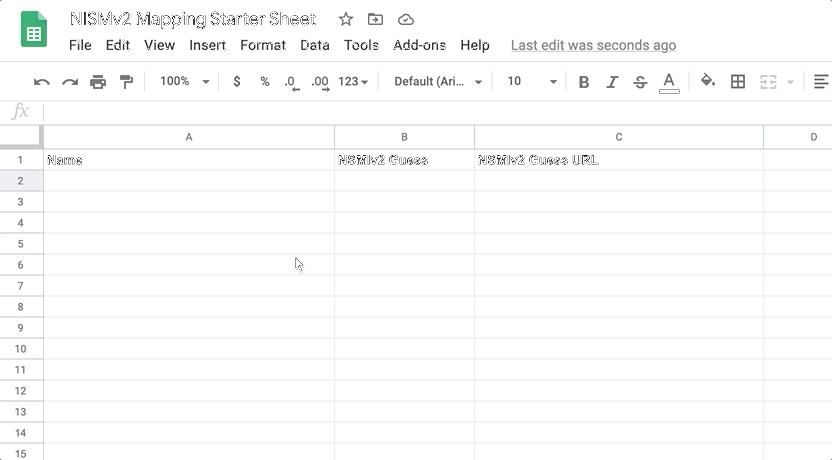 NISMv2 Mapping Starter Sheet
File Edit View Insert Format Data Tools Add-ons Help Last edit was seconds ago
100% $ % .0 .00 123 Default (Ari... 10 B I S A
fx
A B C D
1 Name NSMIv2 Guess NSMIv2 Guess URL
2
3
4
5
6
7
8
9
10
11
12
13
14
15